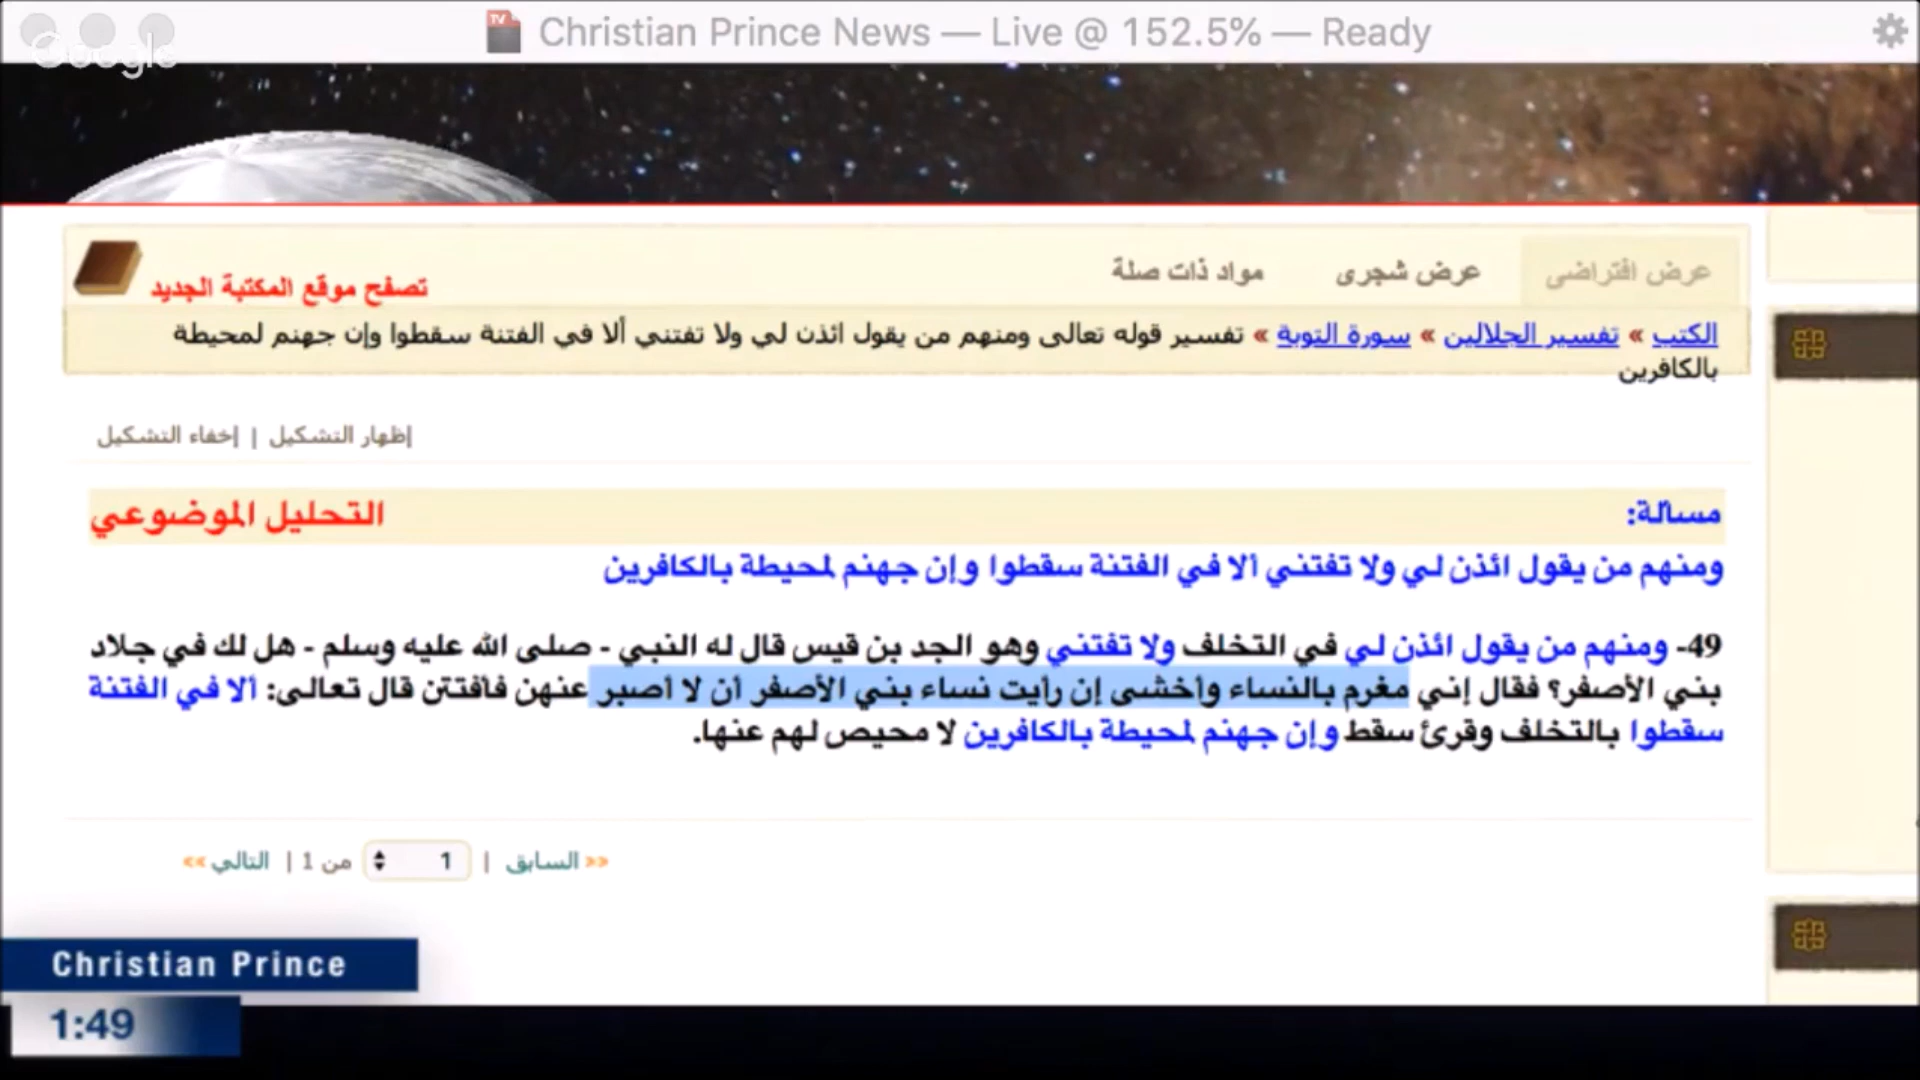 Christian Prince News — Live @ 152.5% — Ready
Google
عرض افتراضي عرض شجري مواد ذات صلة
تصفح موقع المكتبة الجديد
الكتب » تفسير الجلالين » سورة التوبة » تفسير قوله تعالى ومنهم من يقول ائذن لي ولا تفتني ألا في الفتنة سقطوا وإن جهنم لمحيطة
بالكافرين
إظهار التشكيل | إخفاء التشكيل
مسألة: التحليل الموضوعي
ومنهم من يقول ائذن لي ولا تفتني ألا في الفتنة سقطوا وإن جهنم لمحيطة بالكافرين
49- ومنهم من يقول ائذن لي في التخلف ولا تفتني وهو الجد بن قيس قال له النبي - صلى الله عليه وسلم - هل لك في جلاد
بني الأصفر؟ فقال إني مغرم بالنساء وأخشى إن رأيت نساء بني الأصفر أن لا أصبر عنهن فأفتتن قال تعالى: ألا في الفتنة
سقطوا بالتخلف وقرئ سقط وإن جهنم لمحيطة بالكافرين لا محيص لهم عنها.
<< السابق | 1 من 1 | التالي >>
Christian Prince
1:49